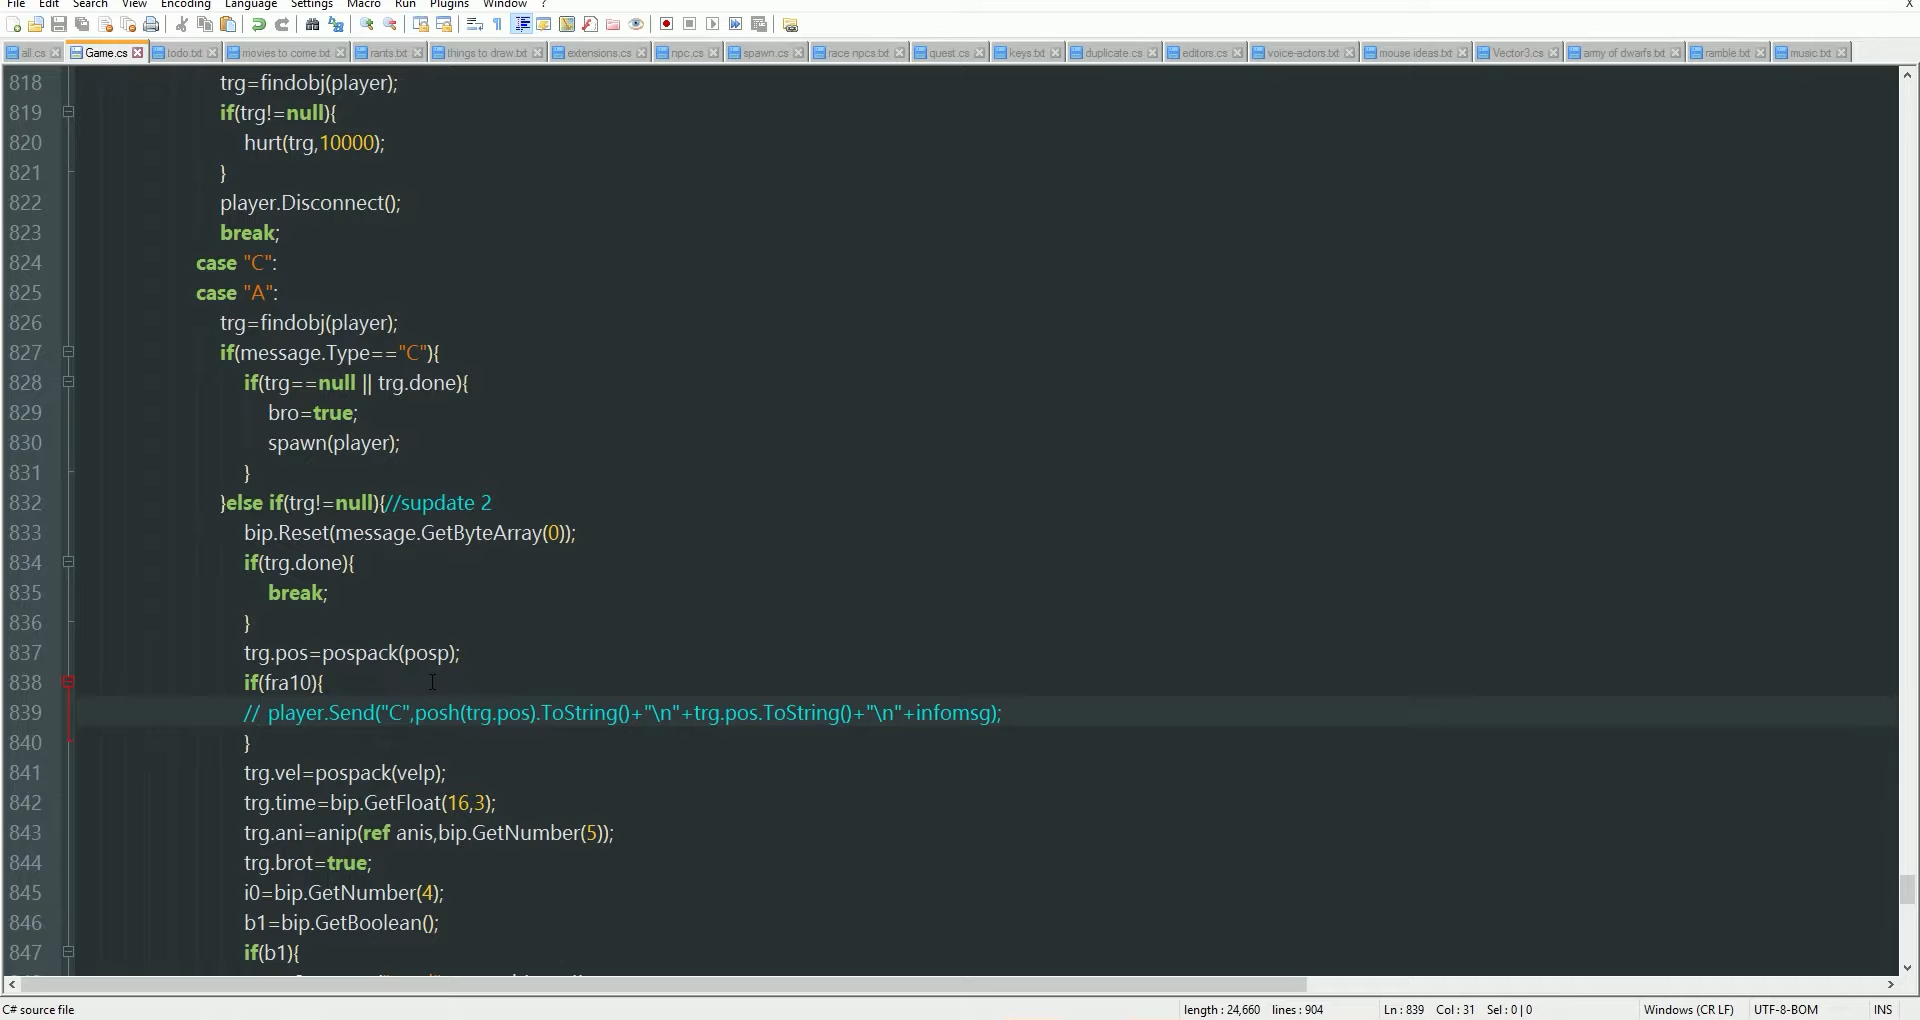 File Edit Search View Encoding Language Settings Macro Run Plugins Window ? X
all.cs Game.cs todo.txt movies to come.txt rants.txt things to draw.txt extensions.cs npc.cs spawn.cs race npcs.txt quest.cs keys.txt duplicate.cs editors.cs voice-actors.txt mouse ideas.txt Vector3.cs army of dwarfs.txt ramble.txt music.txt
818 trg=findobj(player);
819 if(trg!=null){
820 hurt(trg,10000);
821 }
822 player.Disconnect();
823 break;
824 case "C":
825 case "A":
826 trg=findobj(player);
827 if(message.Type=="C"){
828 if(trg==null || trg.done){
829 bro=true;
830 spawn(player);
831 }
832 }else if(trg!=null){//supdate 2
833 bip.Reset(message.GetByteArray(0));
834 if(trg.done){
835 break;
836 }
837 trg.pos=pospack(posp);
838 if(fra10){
839 // player.Send("C",posh(trg.pos).ToString()+"\n"+trg.pos.ToString()+"\n"+infomsg);
840 }
841 trg.vel=pospack(velp);
842 trg.time=bip.GetFloat(16,3);
843 trg.ani=anip(ref anis,bip.GetNumber(5));
844 trg.brot=true;
845 i0=bip.GetNumber(4);
846 b1=bip.GetBoolean();
847 if(b1){
C# source file length : 24,660 lines : 904 Ln : 839 Col : 31 Sel : 0 | 0 Windows (CR LF) UTF-8-BOM INS